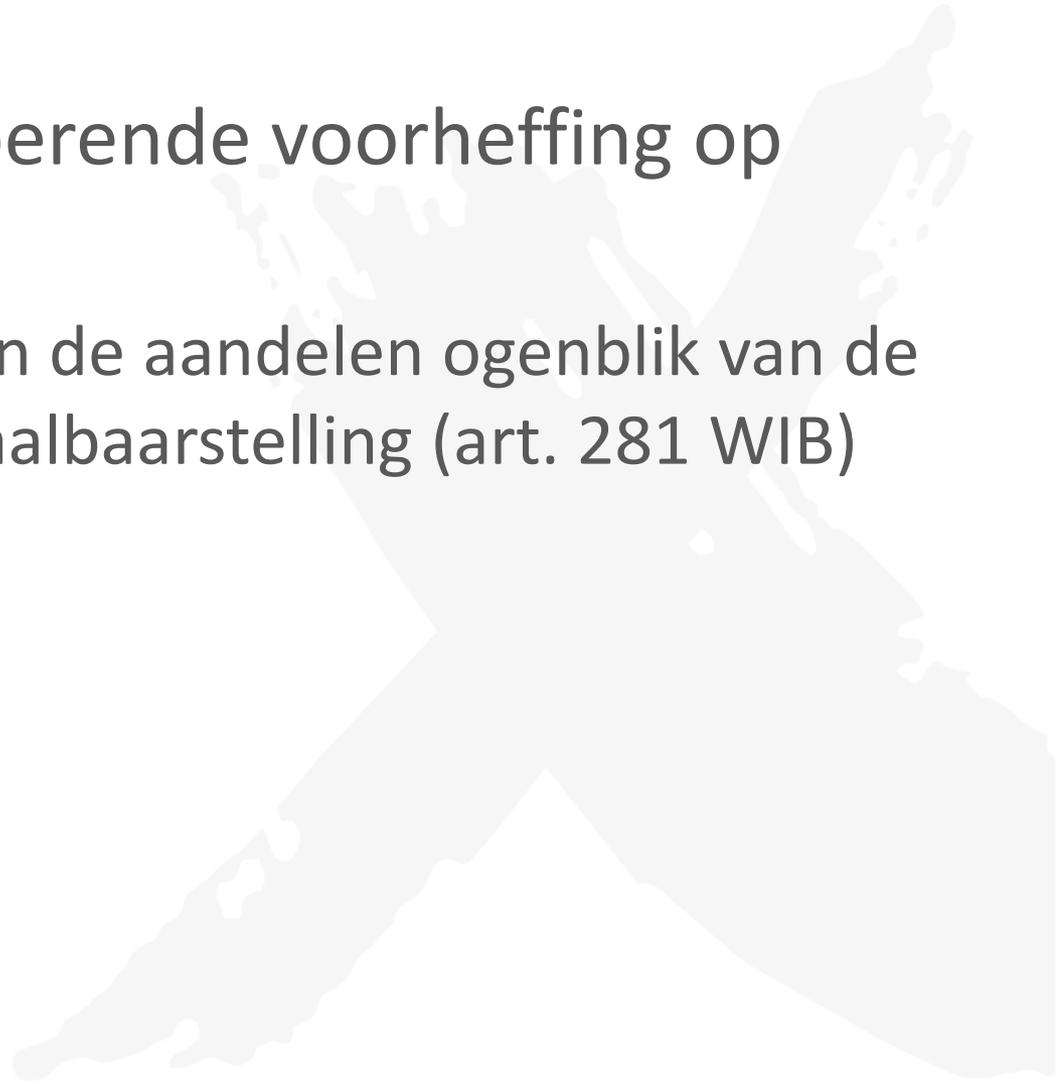 erende voorheffing op
n de aandelen ogenblik van de
albaarstelling (art. 281 WIB)